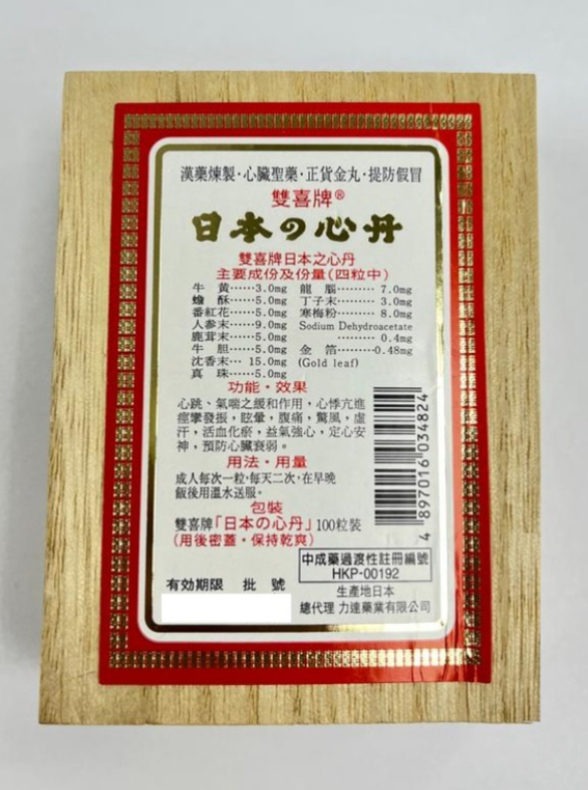 漢藥煉製·心臟聖藥·正貨金丸·提防假冒
雙喜牌®
日本の心丹
雙喜牌日本之心丹
主要成份及份量(四粒中)
牛 黃……3.0mg 龍 腦……… 7.0mg
蟾 酥……5.0mg 丁子末……… 3.0mg
番紅花……5.0mg 寒梅粉……… 8.0mg
人參末……9.0mg Sodium Dehydroacetate
鹿茸末……5.0mg ……… 0.4mg
牛 胆……5.0mg 金 箔………0.48mg
沈香末… 15.0mg (Gold leaf)
真 珠……5.0mg
功能·效果
心跳、氣喘之緩和作用,心悸亢進
痙攣發振,眩暈,腹痛,驚風,虛
汗,活血化瘀,益氣強心,定心安
神,預防心臟衰弱。
用法·用量
成人每次一粒,每天二次,在早晚
飯後用溫水送服。
包裝
雙喜牌「日本の心丹」100粒裝
(用後密蓋·保持乾爽)
4 897016 034824
中成藥過渡性註冊編號
HKP-00192
有效期限 批 號
生產地日本
總代理 力達藥業有限公司